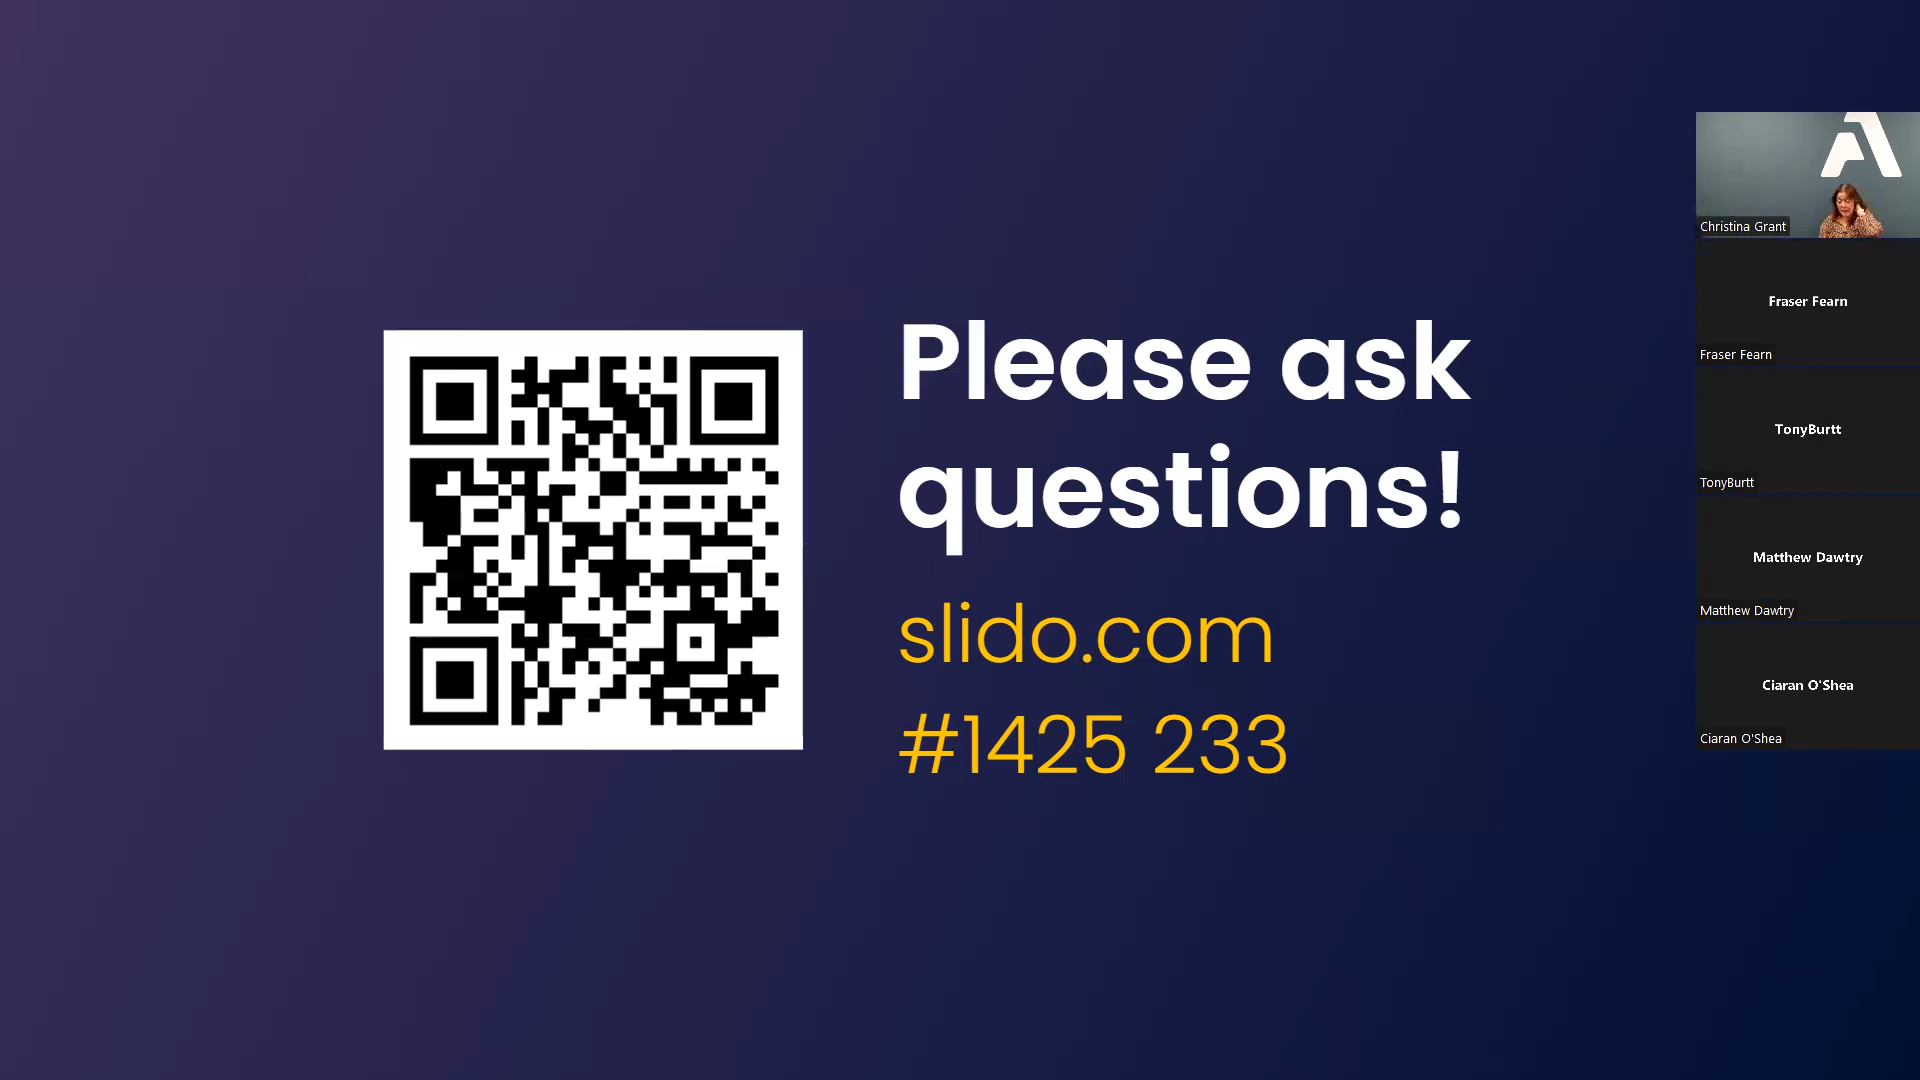 Please ask
questions!
slido.com
#1425 233
Christina Grant
Fraser Fearn
Fraser Fearn
TonyBurtt
TonyBurtt
Matthew Dawtry
Matthew Dawtry
Ciaran O'Shea
Ciaran O'Shea